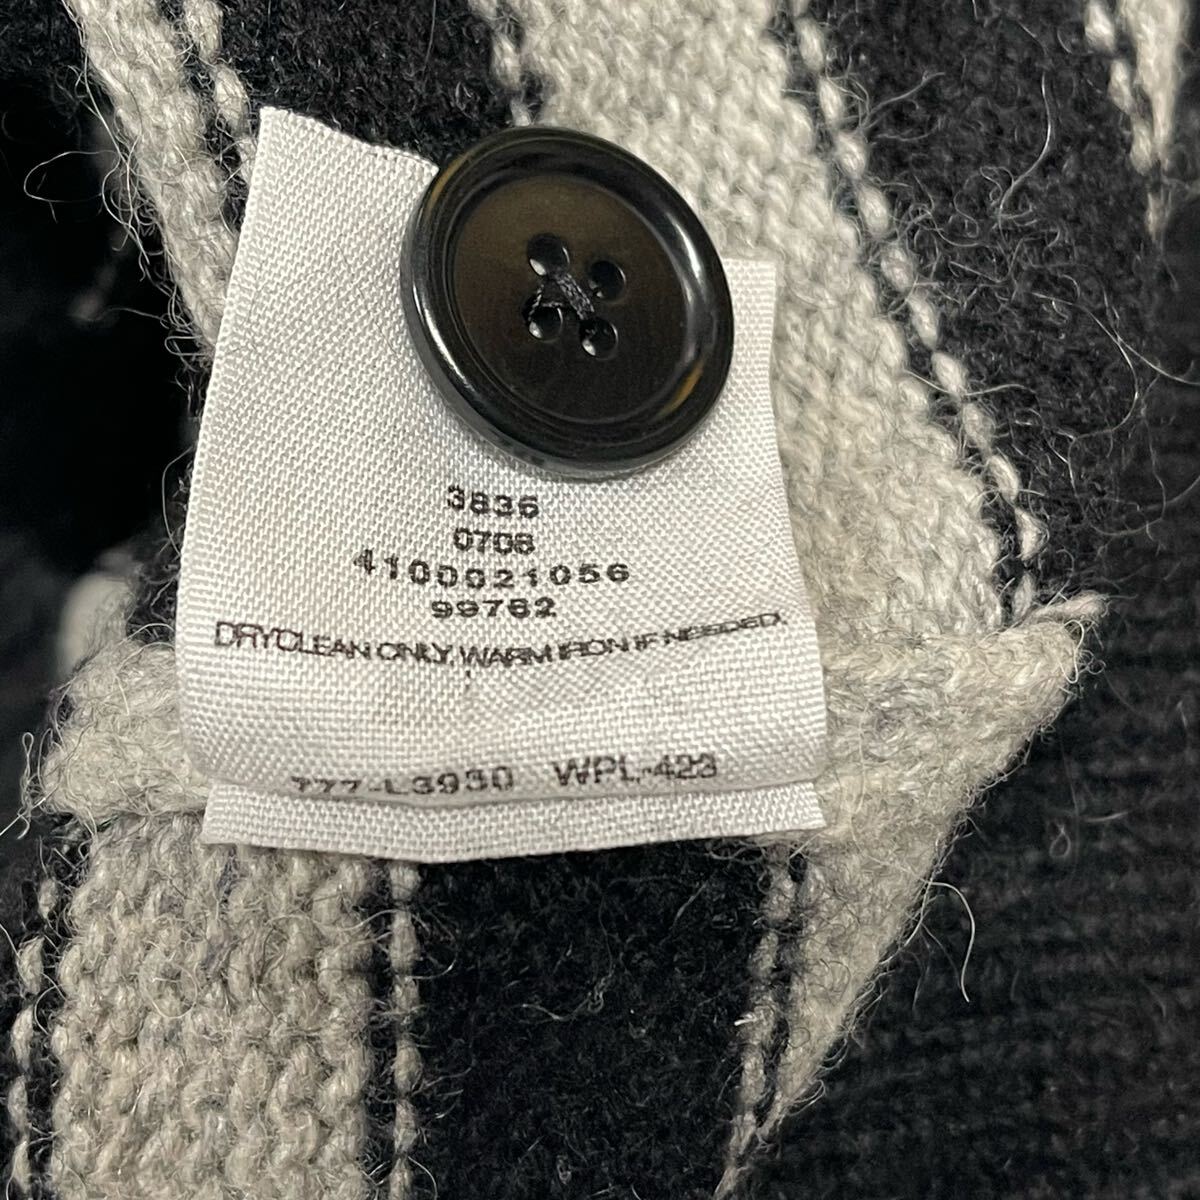 3836
0708
4100021056
99762
DRYCLEAN ONLY, WARM IRON IF NEEDED.
777-L3930 WPL-423